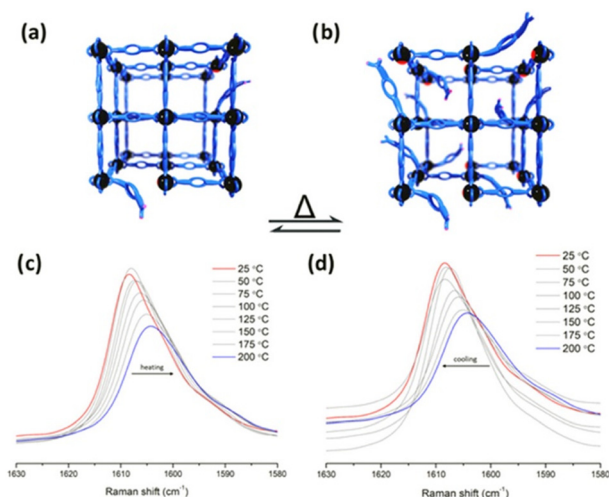 (a)
(b)
Δ
(c)
25 °C
50 °C
75 °C
100 °C
125 °C
150 °C
175 °C
200 °C
heating
1630
1620
1610
1600
1590
1580
Raman shift (cm⁻¹)
(d)
25 °C
50 °C
75 °C
100 °C
125 °C
150 °C
175 °C
200 °C
cooling
1630
1620
1610
1600
1590
1580
Raman shift (cm⁻¹)